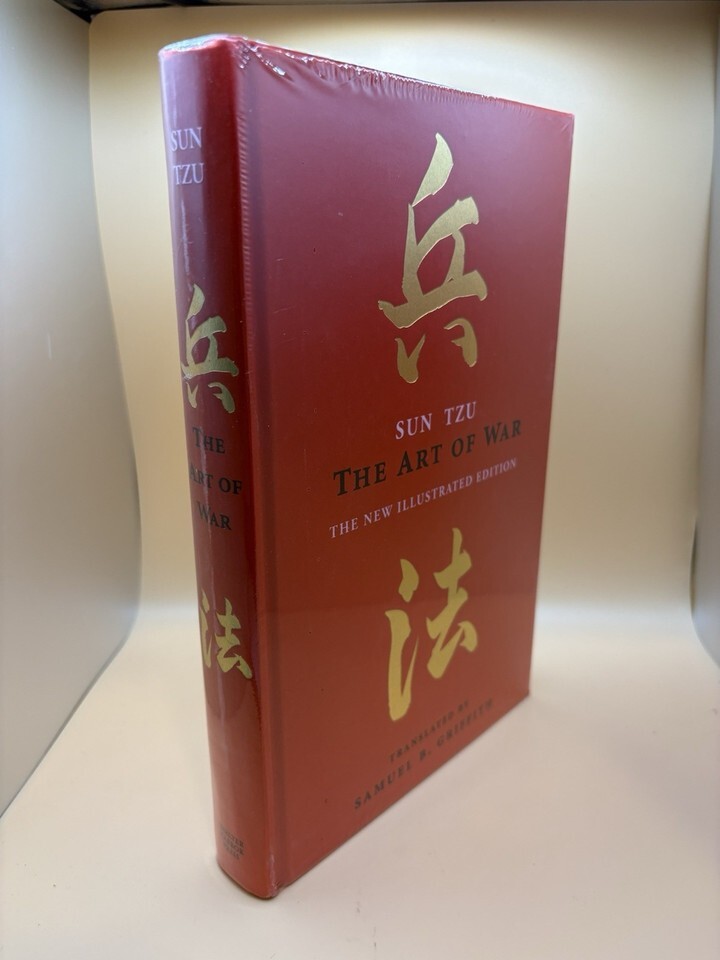 SUN
TZU
兵
THE
ART OF
WAR
法
兵
SUN TZU
THE ART OF WAR
THE NEW ILLUSTRATED EDITION
法
TRANSLATED BY
SAMUEL B. GRIFFITH